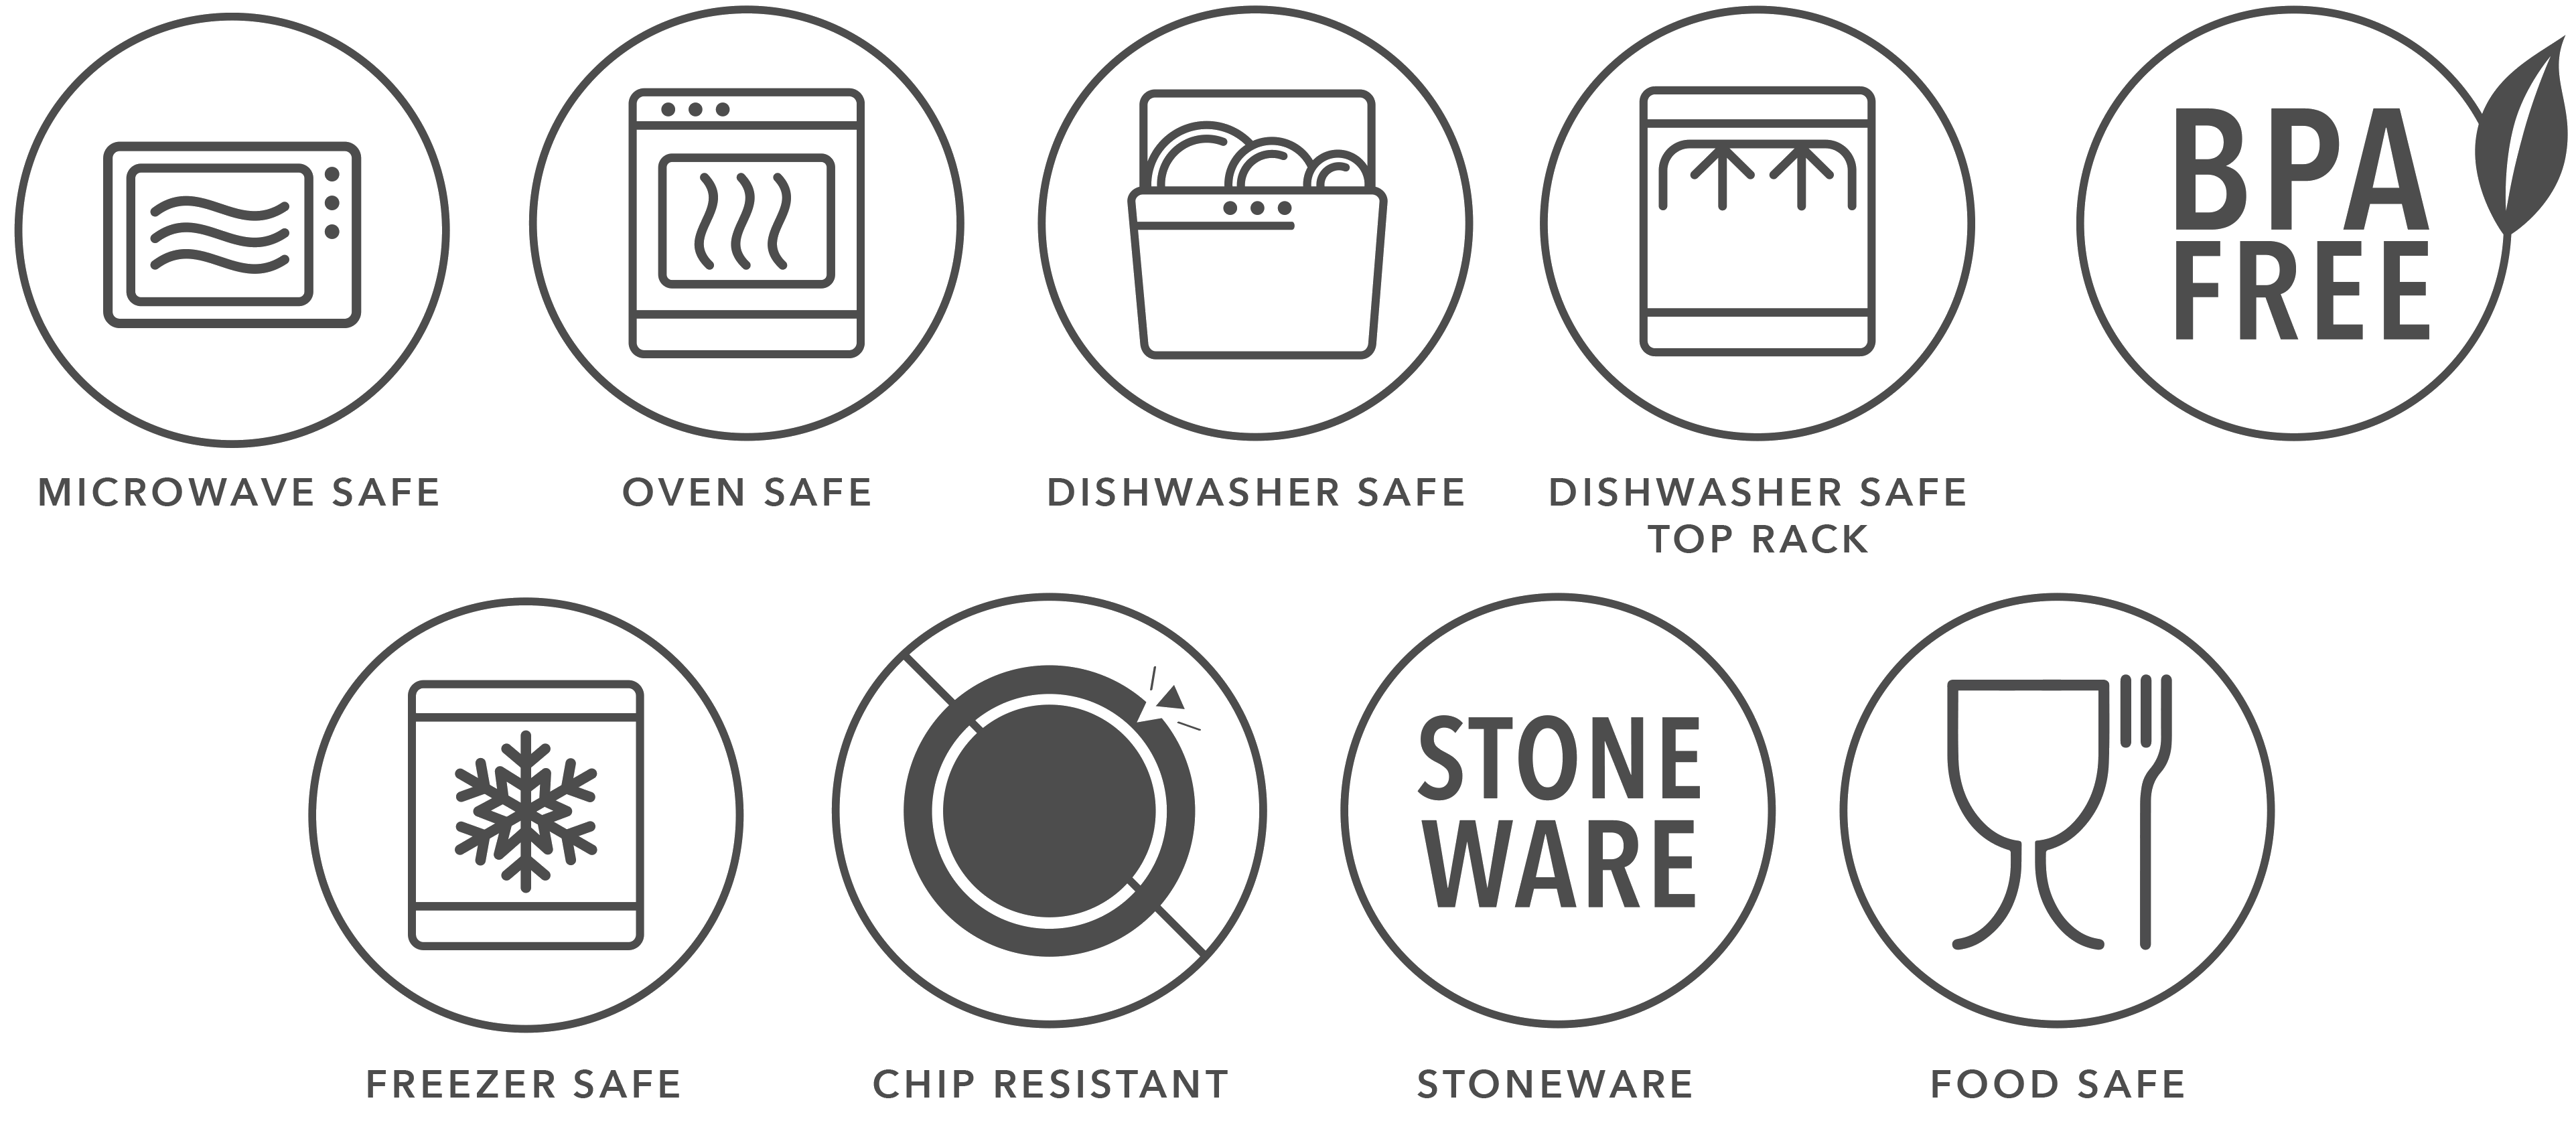 BPA
FREE
MICROWAVE SAFE
OVEN SAFE
DISHWASHER SAFE
DISHWASHER SAFE
TOP RACK
STONE
WARE
FREEZER SAFE
CHIP RESISTANT
STONEWARE
FOOD SAFE